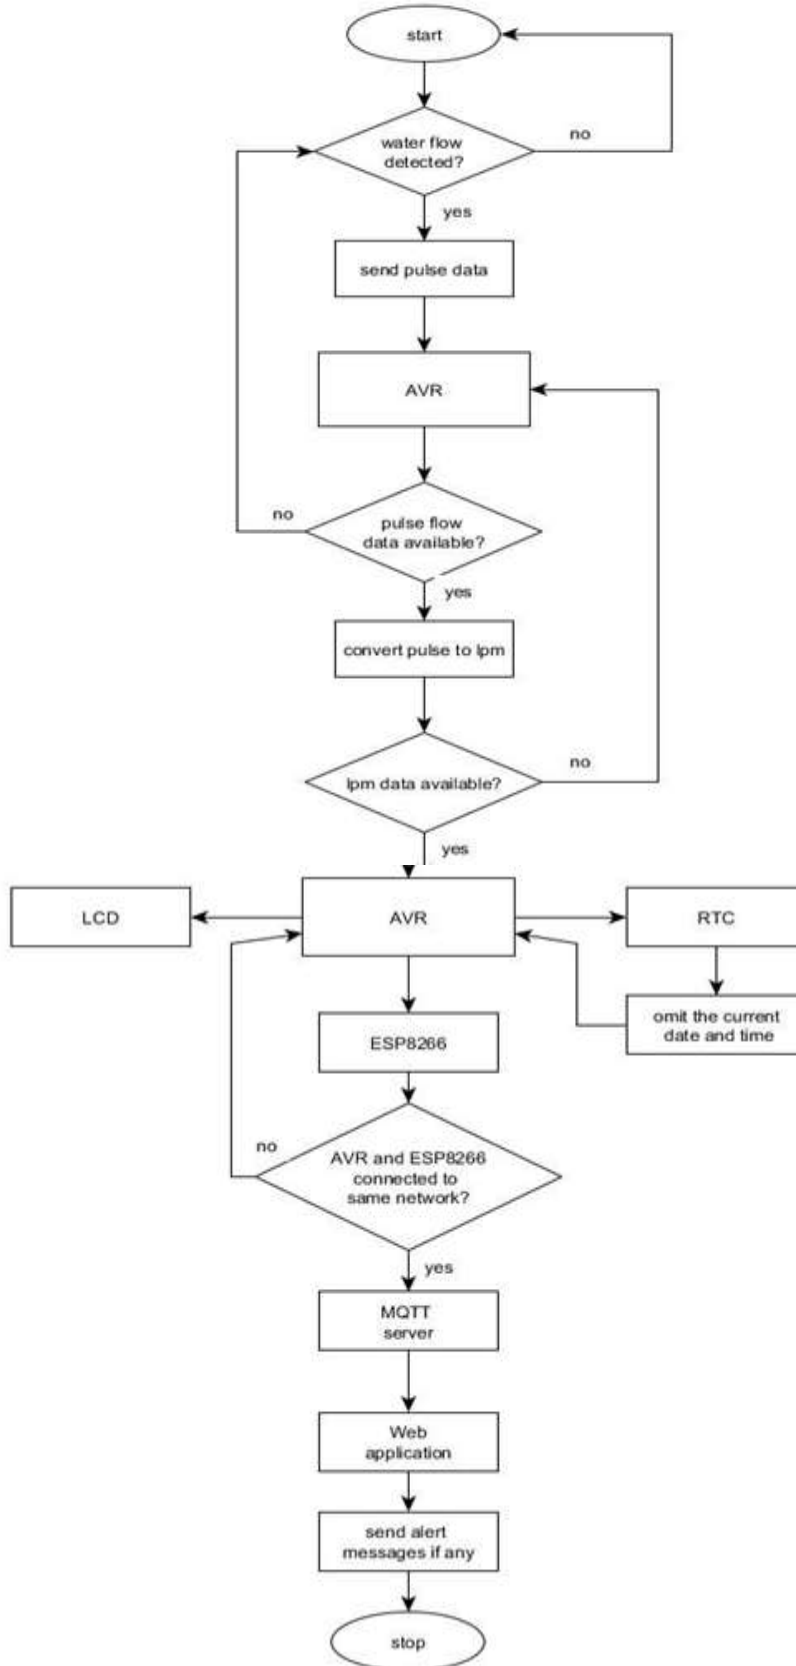 start
water flow
detected?
no
yes
send pulse data
AVR
no
pulse flow
data available?
yes
convert pulse to lpm
lpm data available?
no
yes
LCD
AVR
RTC
omit the current
date and time
ESP8266
no
AVR and ESP8266
connected to
same network?
yes
MQTT
server
Web
application
send alert
messages if any
stop